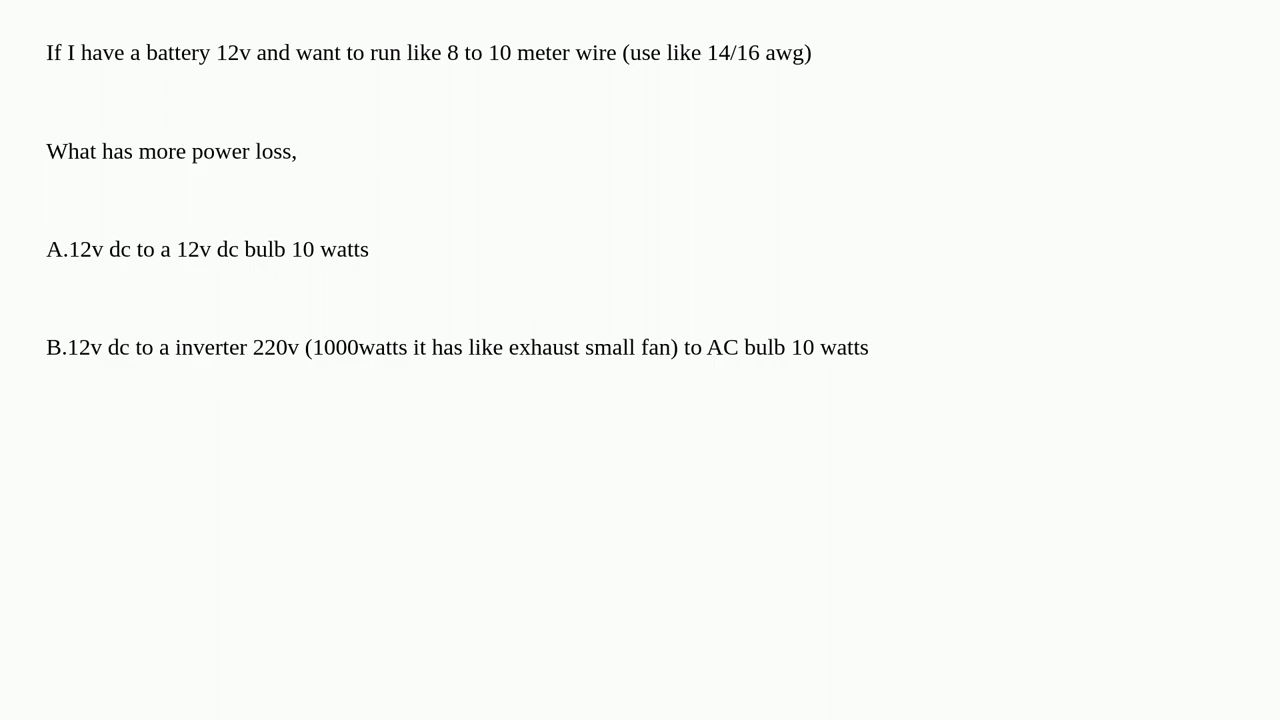 If I have a battery 12v and want to run like 8 to 10 meter wire (use like 14/16 awg)
What has more power loss,
A.12v dc to a 12v dc bulb 10 watts
B.12v dc to a inverter 220v (1000watts it has like exhaust small fan) to AC bulb 10 watts